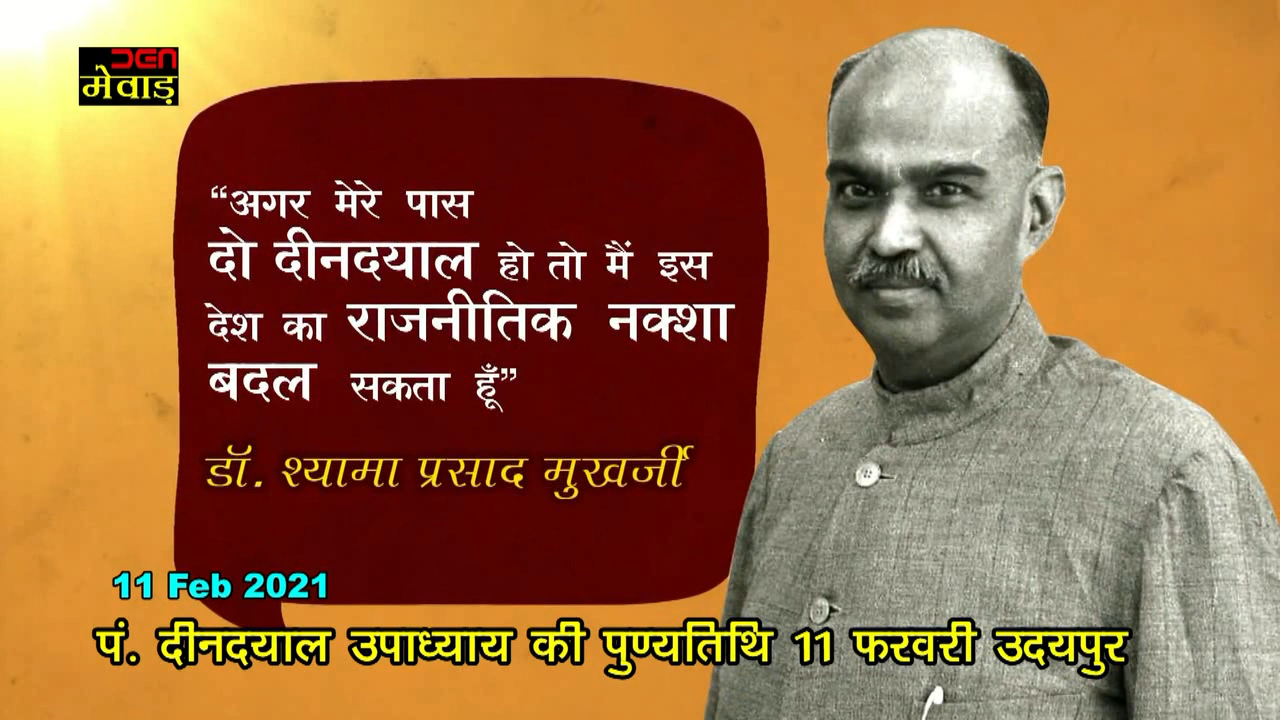 DEN
मेवाड़
“अगर मेरे पास
दो दीनदयाल हो तो मैं इस
देश का राजनीतिक नक्शा
बदल सकता हूँ”
डॉ. श्यामा प्रसाद मुखर्जी
11 Feb 2021
पं. दीनदयाल उपाध्याय की पुण्यतिथि 11 फरवरी उदयपुर